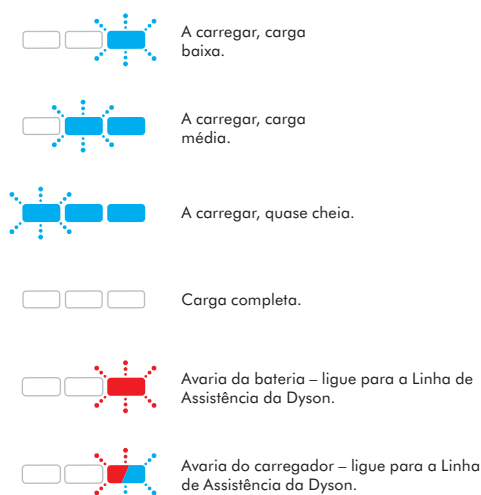 A carregar, carga
baixa.
A carregar, carga
média.
A carregar, quase cheia.
Carga completa.
Avaria da bateria – ligue para a Linha de
Assistência da Dyson.
Avaria do carregador – ligue para a Linha
de Assistência da Dyson.